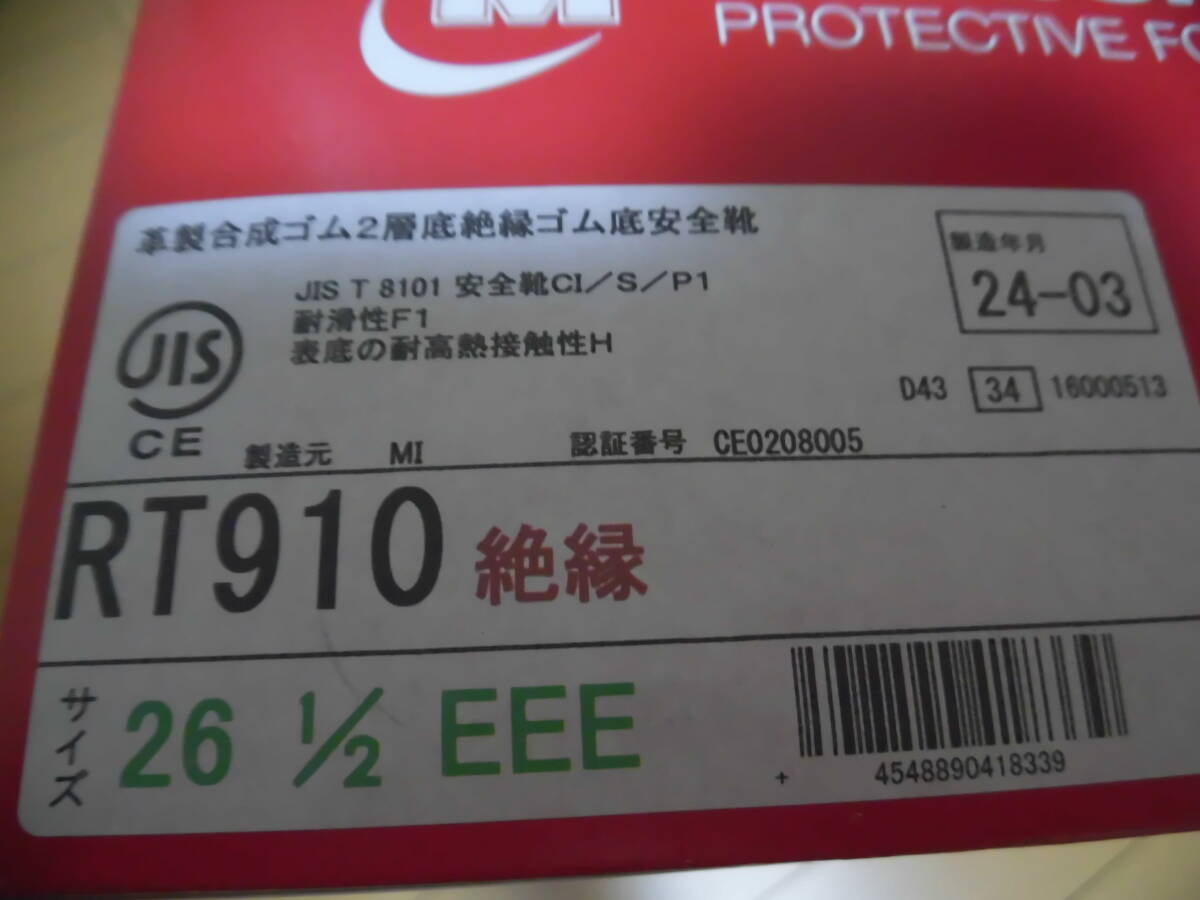 M
PROTECTIVE
革製合成ゴム2層底絶縁ゴム底安全靴
製造年月
24-03
JIS T 8101 安全靴CI/S/P1
耐滑性F1
表底の耐高熱接触性H
JIS
CE
D43 34 16000513
製造元 MI 認証番号 CE0208005
RT910 絶縁
サイズ
26 1/2 EEE
+ 4548890418339